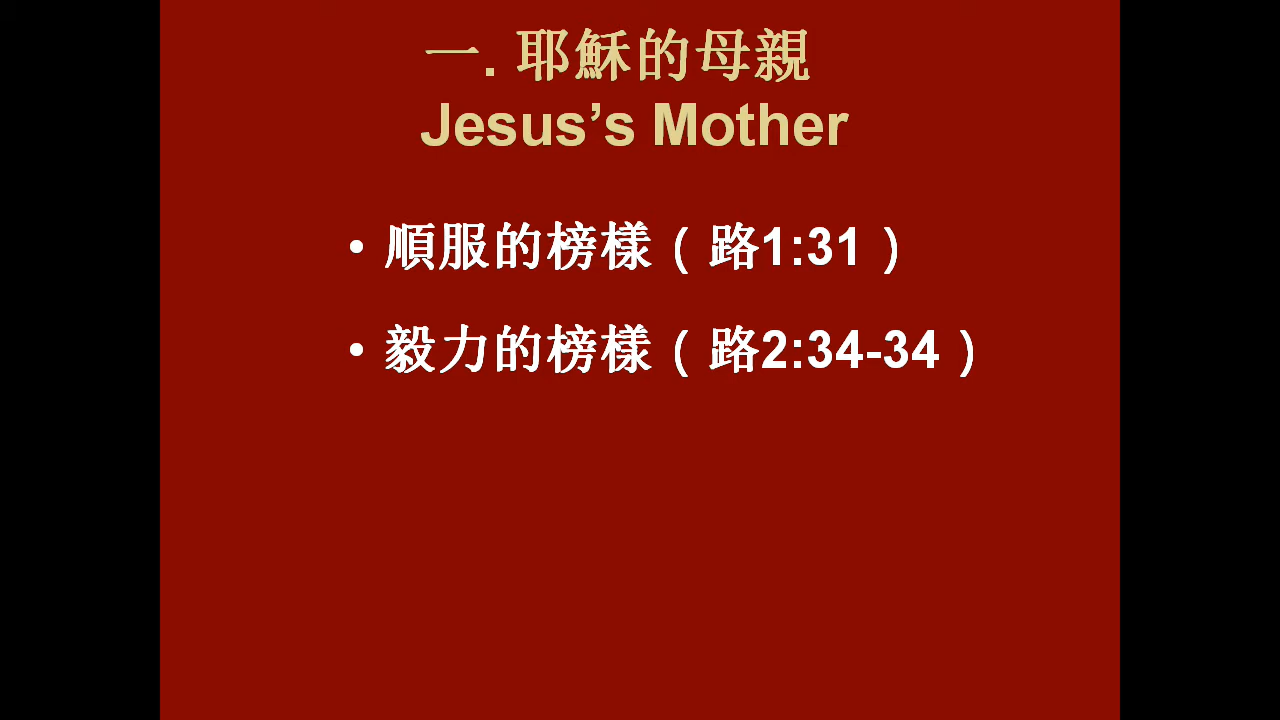 一. 耶穌的母親
Jesus’s Mother
• 順服的榜樣（路1:31）
• 毅力的榜樣（路2:34-34）